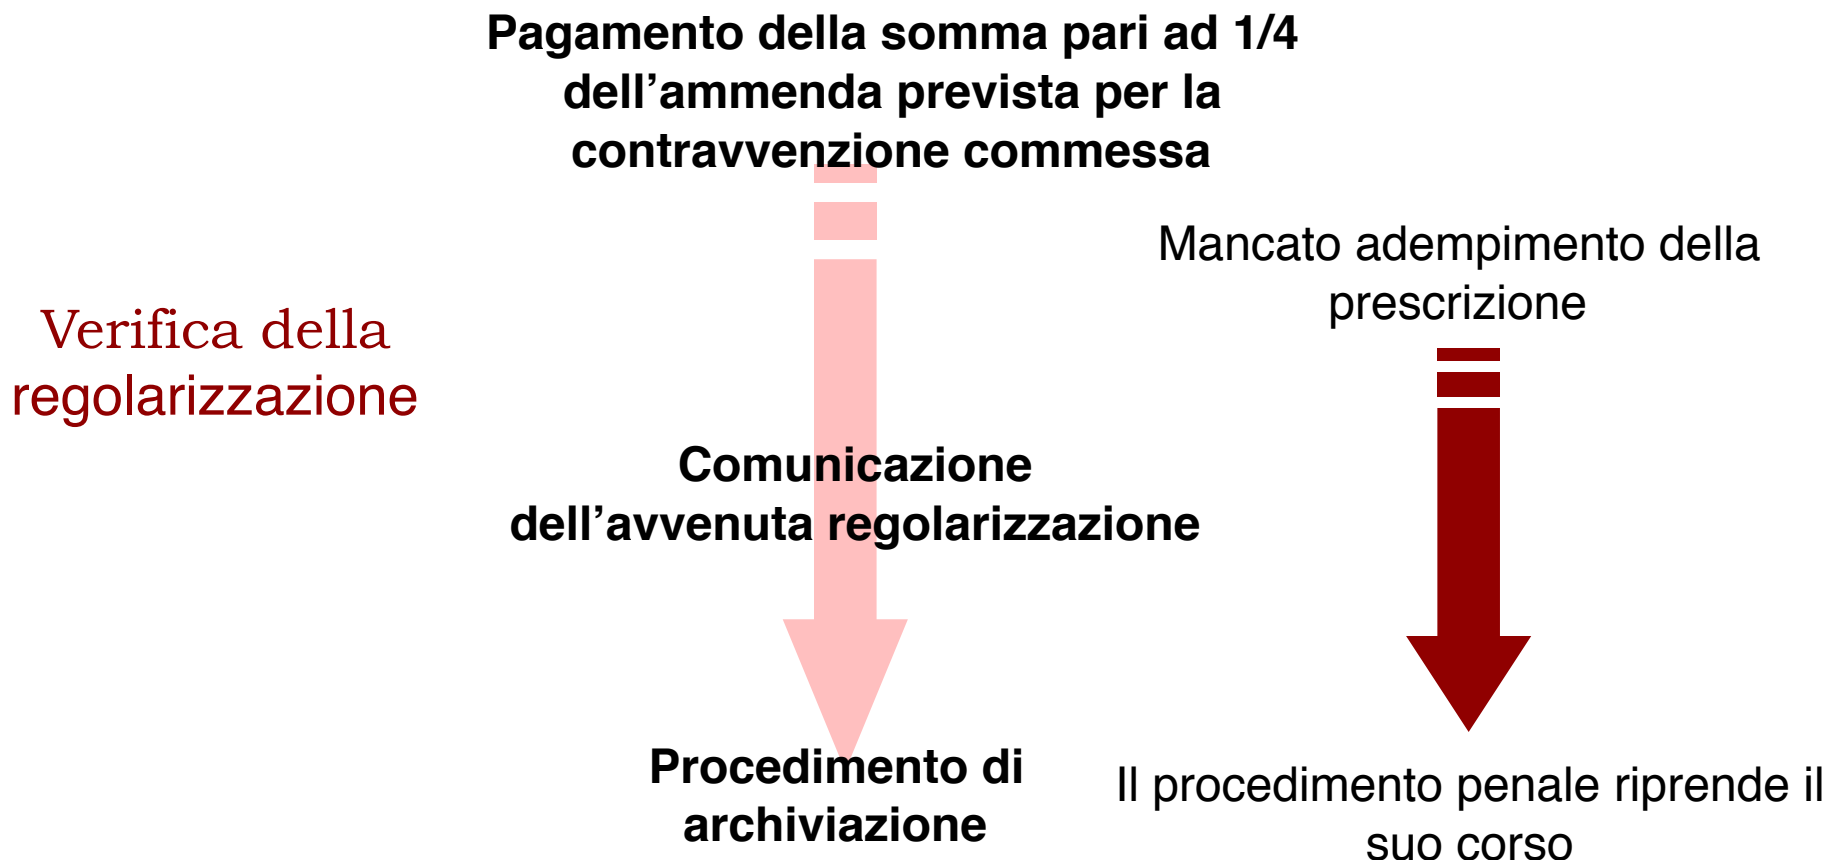 Pagamento della somma pari ad 1/4
dell’ammenda prevista per la
contravvenzione commessa
Verifica della
regolarizzazione
Mancato adempimento della
prescrizione
Comunicazione
dell’avvenuta regolarizzazione
Procedimento di
archiviazione
Il procedimento penale riprende il
suo corso